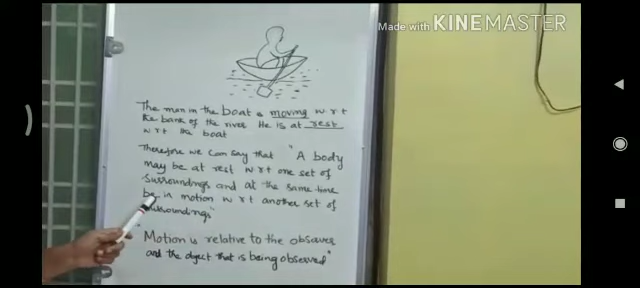 Made with KINEMASTER
The man in the boat is moving w r t
the bank of the river He is at rest
w r t the boat
Therefore we can say that "A body
may be at rest w r t one set of
surroundings and at the same time
be in motion w r t another set of
surroundings"
"Motion is relative to the observer
and the object that is being observed"